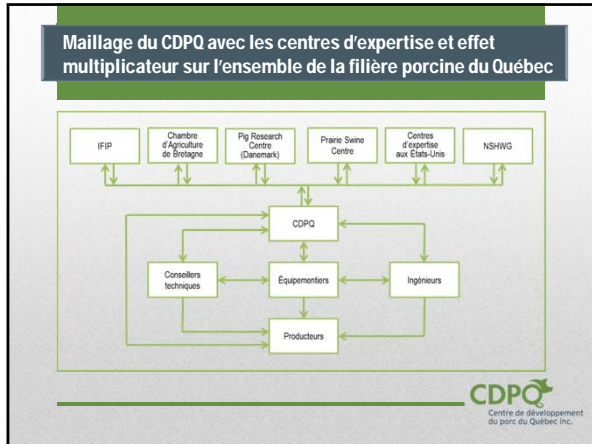 Maillage du CDPQ avec les centres d'expertise et effet
multiplicateur sur l'ensemble de la filière porcine du Québec
IFIP
Chambre
d'Agriculture
de Bretagne
Pig Research
Centre
(Danemark)
Prairie Swine
Centre
Centres
d'expertise
aux États-Unis
NSHWG
CDPQ
Conseillers
techniques
Équipementiers
Ingénieurs
Producteurs
CDPQ
Centre de développement
du porc du Québec inc.